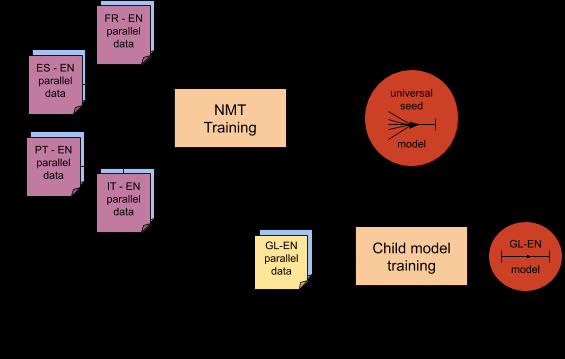 FR - EN
parallel
data
ES - EN
parallel
data
NMT
Training
universal
seed
model
PT - EN
parallel
data
IT - EN
parallel
data
GL-EN
parallel
data
Child model
training
GL-EN
model